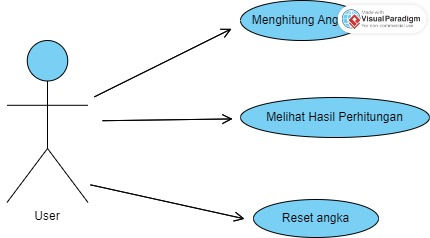 Menghitung Ang
Made with
Visual Paradigm
For non-commercial use
Melihat Hasil Perhitungan
Reset angka
User